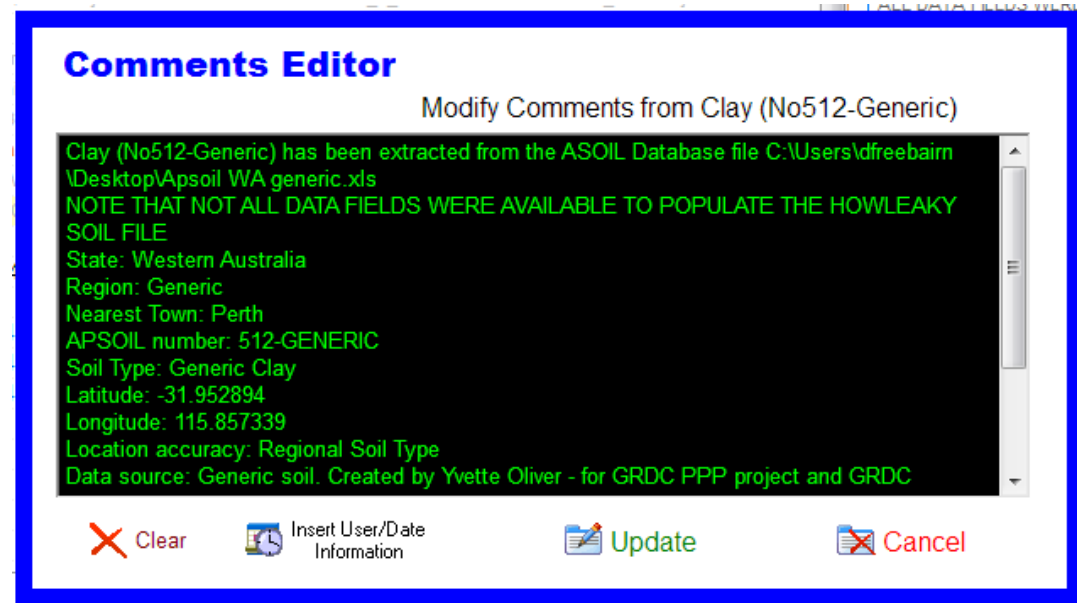 ALL DATA FIELDS WERE
Comments Editor
Modify Comments from Clay (No512-Generic)
Clay (No512-Generic) has been extracted from the ASOIL Database file C:\Users\dfreebairn
\Desktop\Apsoil WA generic.xls
NOTE THAT NOT ALL DATA FIELDS WERE AVAILABLE TO POPULATE THE HOWLEAKY
SOIL FILE
State: Western Australia
Region: Generic
Nearest Town: Perth
APSOIL number: 512-GENERIC
Soil Type: Generic Clay
Latitude: -31.952894
Longitude: 115.857339
Location accuracy: Regional Soil Type
Data source: Generic soil. Created by Yvette Oliver - for GRDC PPP project and GRDC
Clear
Insert User/Date
Information
Update
Cancel